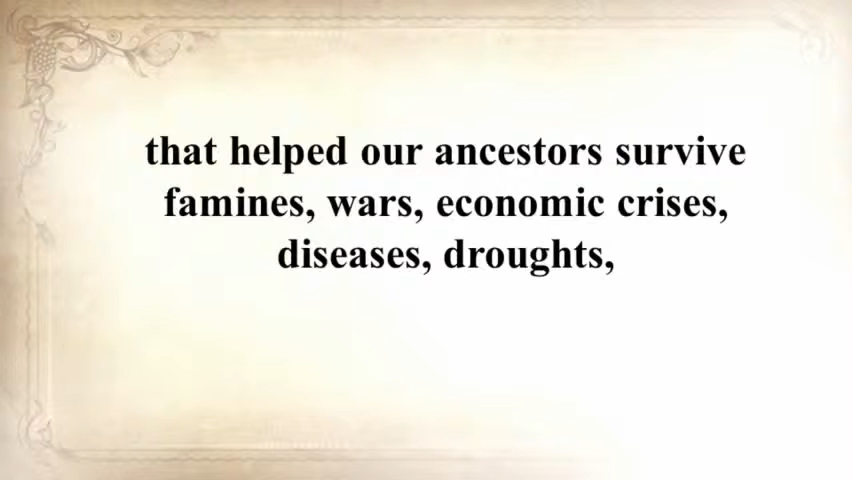 that helped our ancestors survive
famines, wars, economic crises,
diseases, droughts,